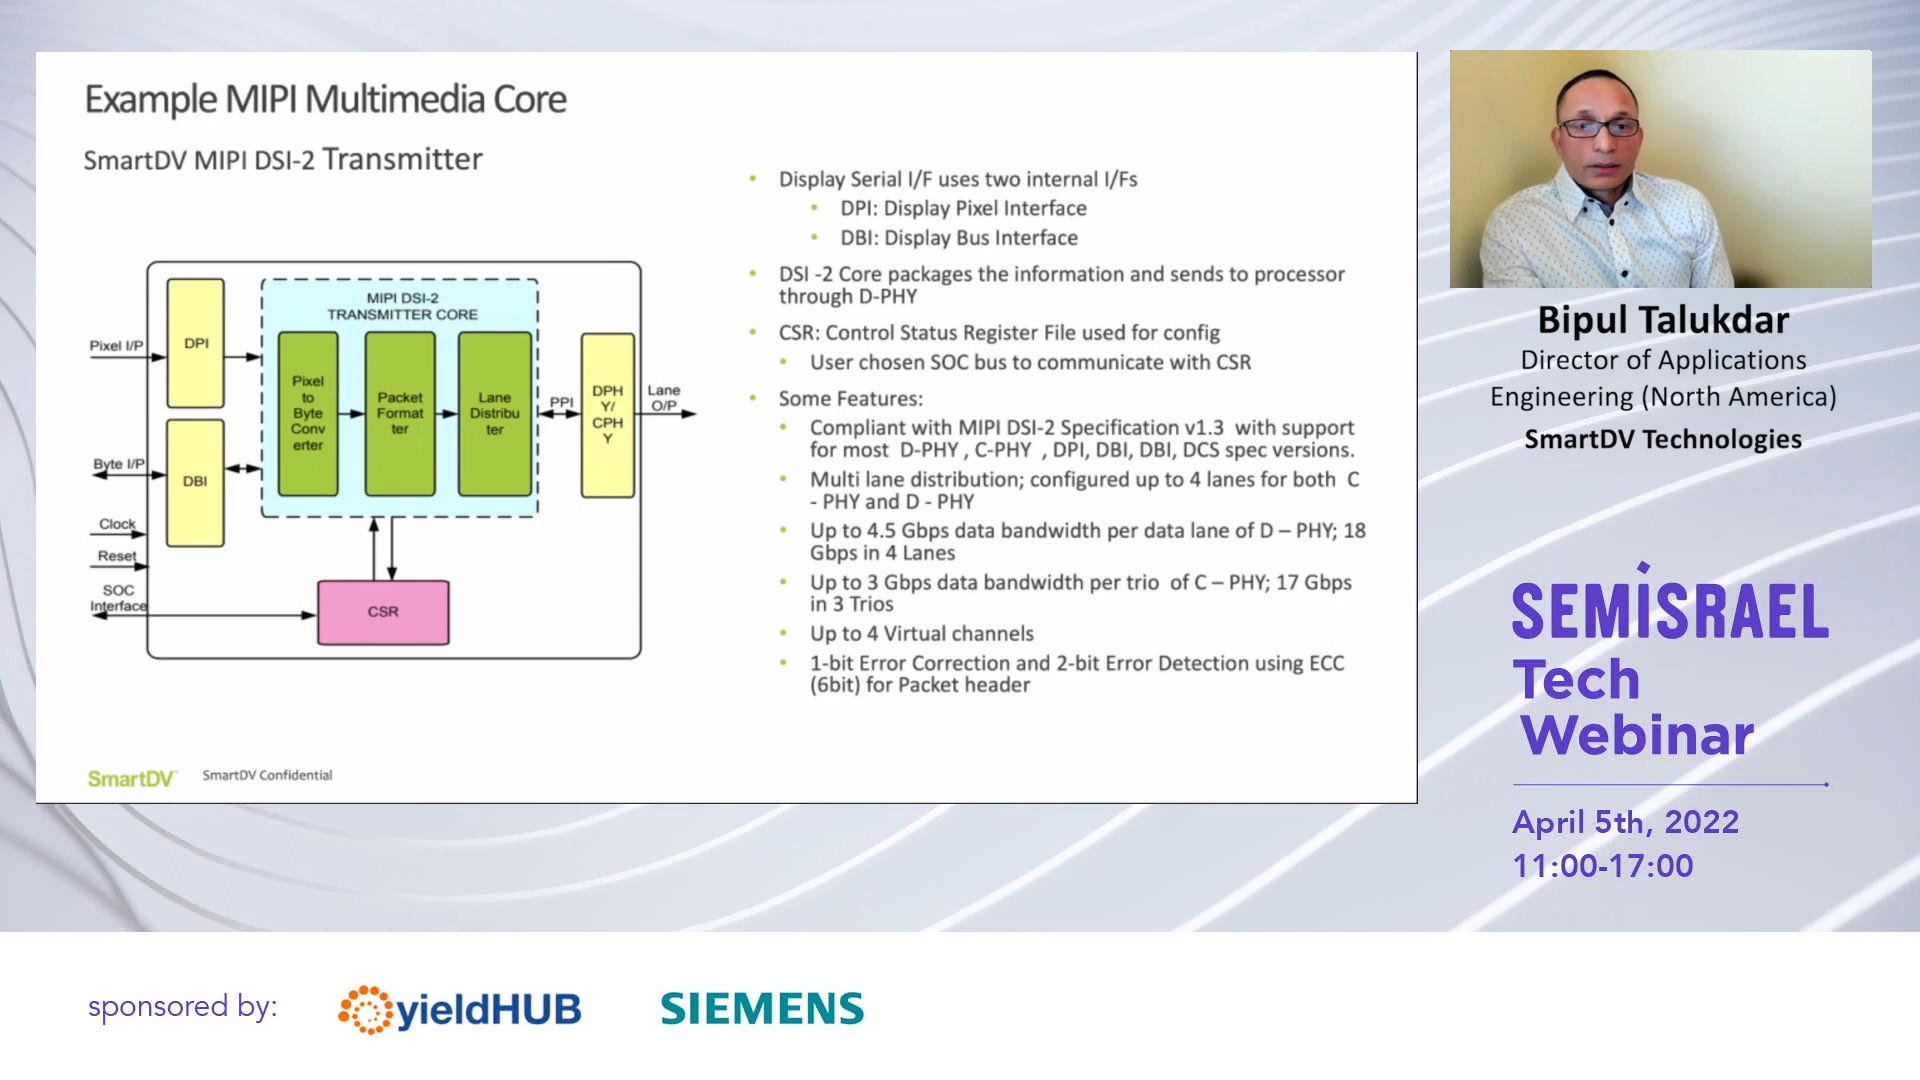 Example MIPI Multimedia Core
SmartDV MIPI DSI-2 Transmitter
Pixel I/P
Byte I/P
Clock
Reset
SOC
Interface
DPI
DBI
MIPI DSI-2
TRANSMITTER CORE
Pixel
to
Byte
Conv
erter
Packet
Format
ter
Lane
Distribu
ter
PPI
DPH
Y/
CPH
Y
Lane
O/P
CSR
• Display Serial I/F uses two internal I/Fs
• DPI: Display Pixel Interface
• DBI: Display Bus Interface
• DSI -2 Core packages the information and sends to processor
through D-PHY
• CSR: Control Status Register File used for config
• User chosen SOC bus to communicate with CSR
• Some Features:
• Compliant with MIPI DSI-2 Specification v1.3 with support
for most D-PHY , C-PHY , DPI, DBI, DBI, DCS spec versions.
• Multi lane distribution; configured up to 4 lanes for both C
- PHY and D - PHY
• Up to 4.5 Gbps data bandwidth per data lane of D – PHY; 18
Gbps in 4 Lanes
• Up to 3 Gbps data bandwidth per trio of C – PHY; 17 Gbps
in 3 Trios
• Up to 4 Virtual channels
• 1-bit Error Correction and 2-bit Error Detection using ECC
(6bit) for Packet header
SmartDV™ SmartDV Confidential
Bipul Talukdar
Director of Applications
Engineering (North America)
SmartDV Technologies
SEMISRAEL
Tech
Webinar
April 5th, 2022
11:00-17:00
sponsored by: yieldHUB SIEMENS